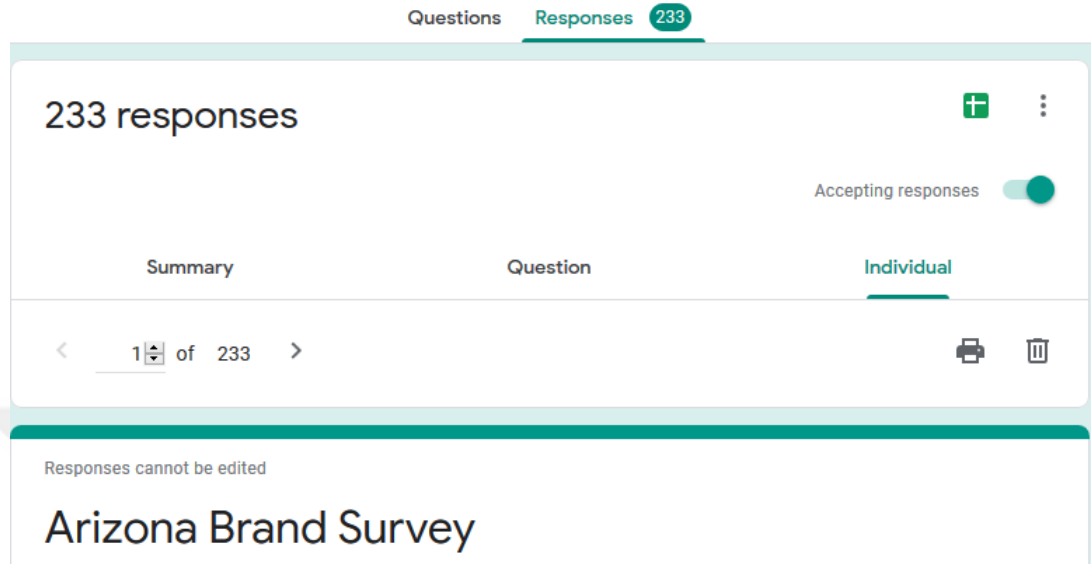 Questions Responses 233
233 responses
Accepting responses
Summary Question Individual
1 of 233
Responses cannot be edited
Arizona Brand Survey